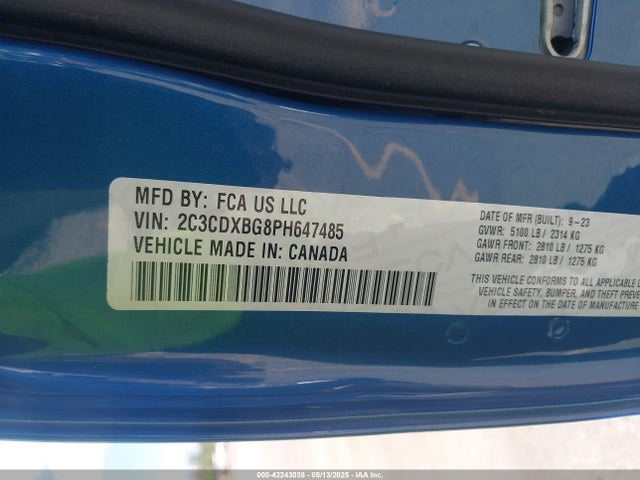 MFD BY: FCA US LLC
VIN: 2C3CDXBG8PH647485
VEHICLE MADE IN: CANADA
DATE OF MFR (BUILT): 9-23
GVWR: 5100 LB / 2314 KG
GAWR FRONT: 2810 LB / 1275 KG
GAWR REAR: 2810 LB / 1275 KG
THIS VEHICLE CONFORMS TO ALL APPLICABLE U
VEHICLE SAFETY, BUMPER, AND THEFT PREVE
IN EFFECT ON THE DATE OF MANUFACTURE
000-42243038 - 05/13/2025 - IAAI.COM